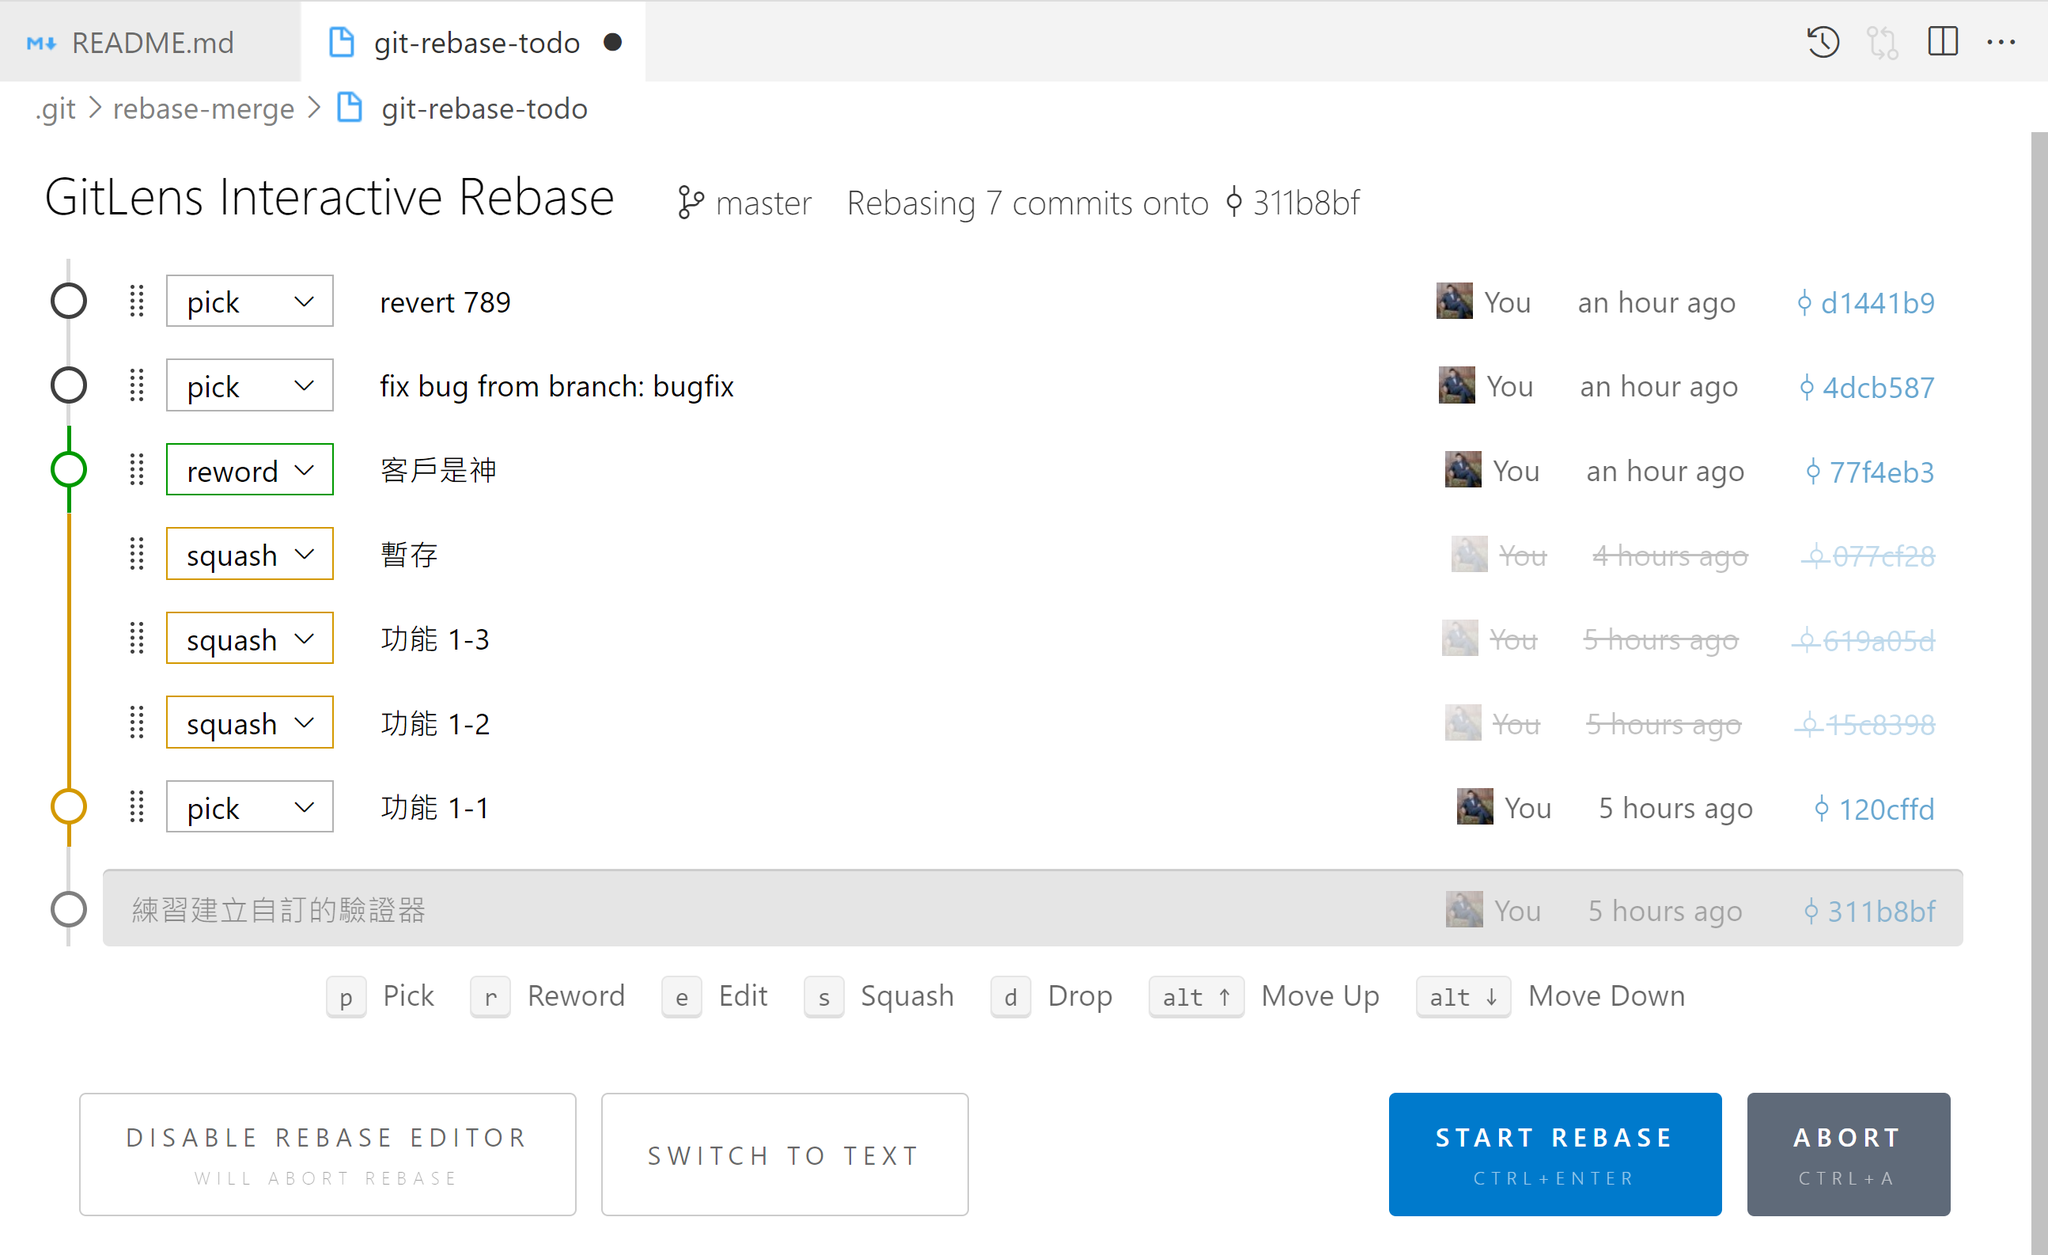 README.md git-rebase-todo
.git > rebase-merge > git-rebase-todo
GitLens Interactive Rebase master Rebasing 7 commits onto 311b8bf
pick revert 789 You an hour ago d1441b9
pick fix bug from branch: bugfix You an hour ago 4dcb587
reword 客戶是神 You an hour ago 77f4eb3
squash 暫存 You 4 hours ago 077cf28
squash 功能 1-3 You 5 hours ago 619a05d
squash 功能 1-2 You 5 hours ago 15c8398
pick 功能 1-1 You 5 hours ago 120cffd
練習建立自訂的驗證器 You 5 hours ago 311b8bf
p Pick r Reword e Edit s Squash d Drop alt ↑ Move Up alt ↓ Move Down
DISABLE REBASE EDITOR
WILL ABORT REBASE
SWITCH TO TEXT
START REBASE
CTRL+ENTER
ABORT
CTRL+A